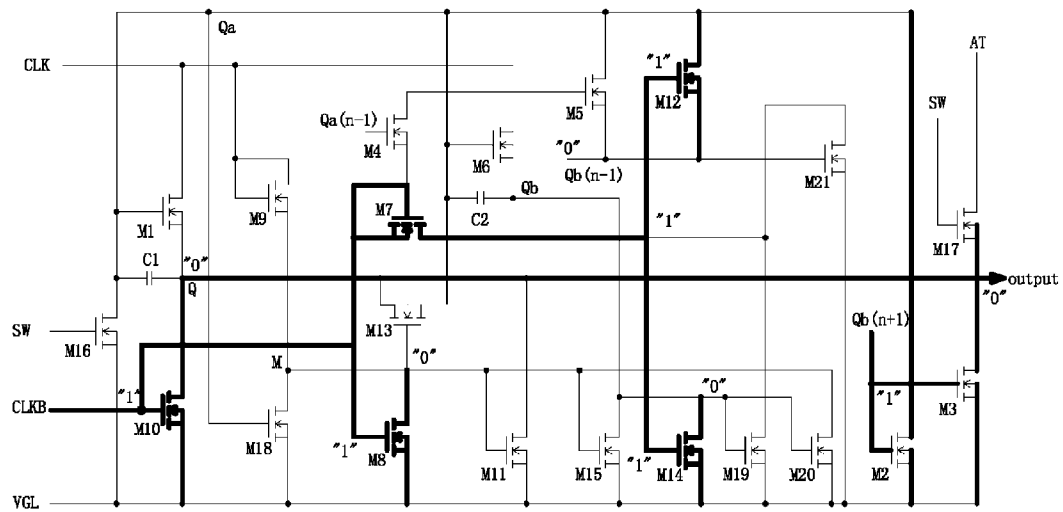 Qa
CLK
AT
"1"
M12
SW
M5
Qa(n-1)
M4
M6
"0"
Qb(n-1)
M21
M9
M7
Qb
C2
"1"
M1
M17
C1
"0"
Q
output
"0"
SW
M16
M13
Qb(n+1)
M
"0"
"1"
"0"
"1"
M3
CLKB
M10
M18
"1"
M8
M11
M15
"1"
M14
M19
M20
M2
VGL